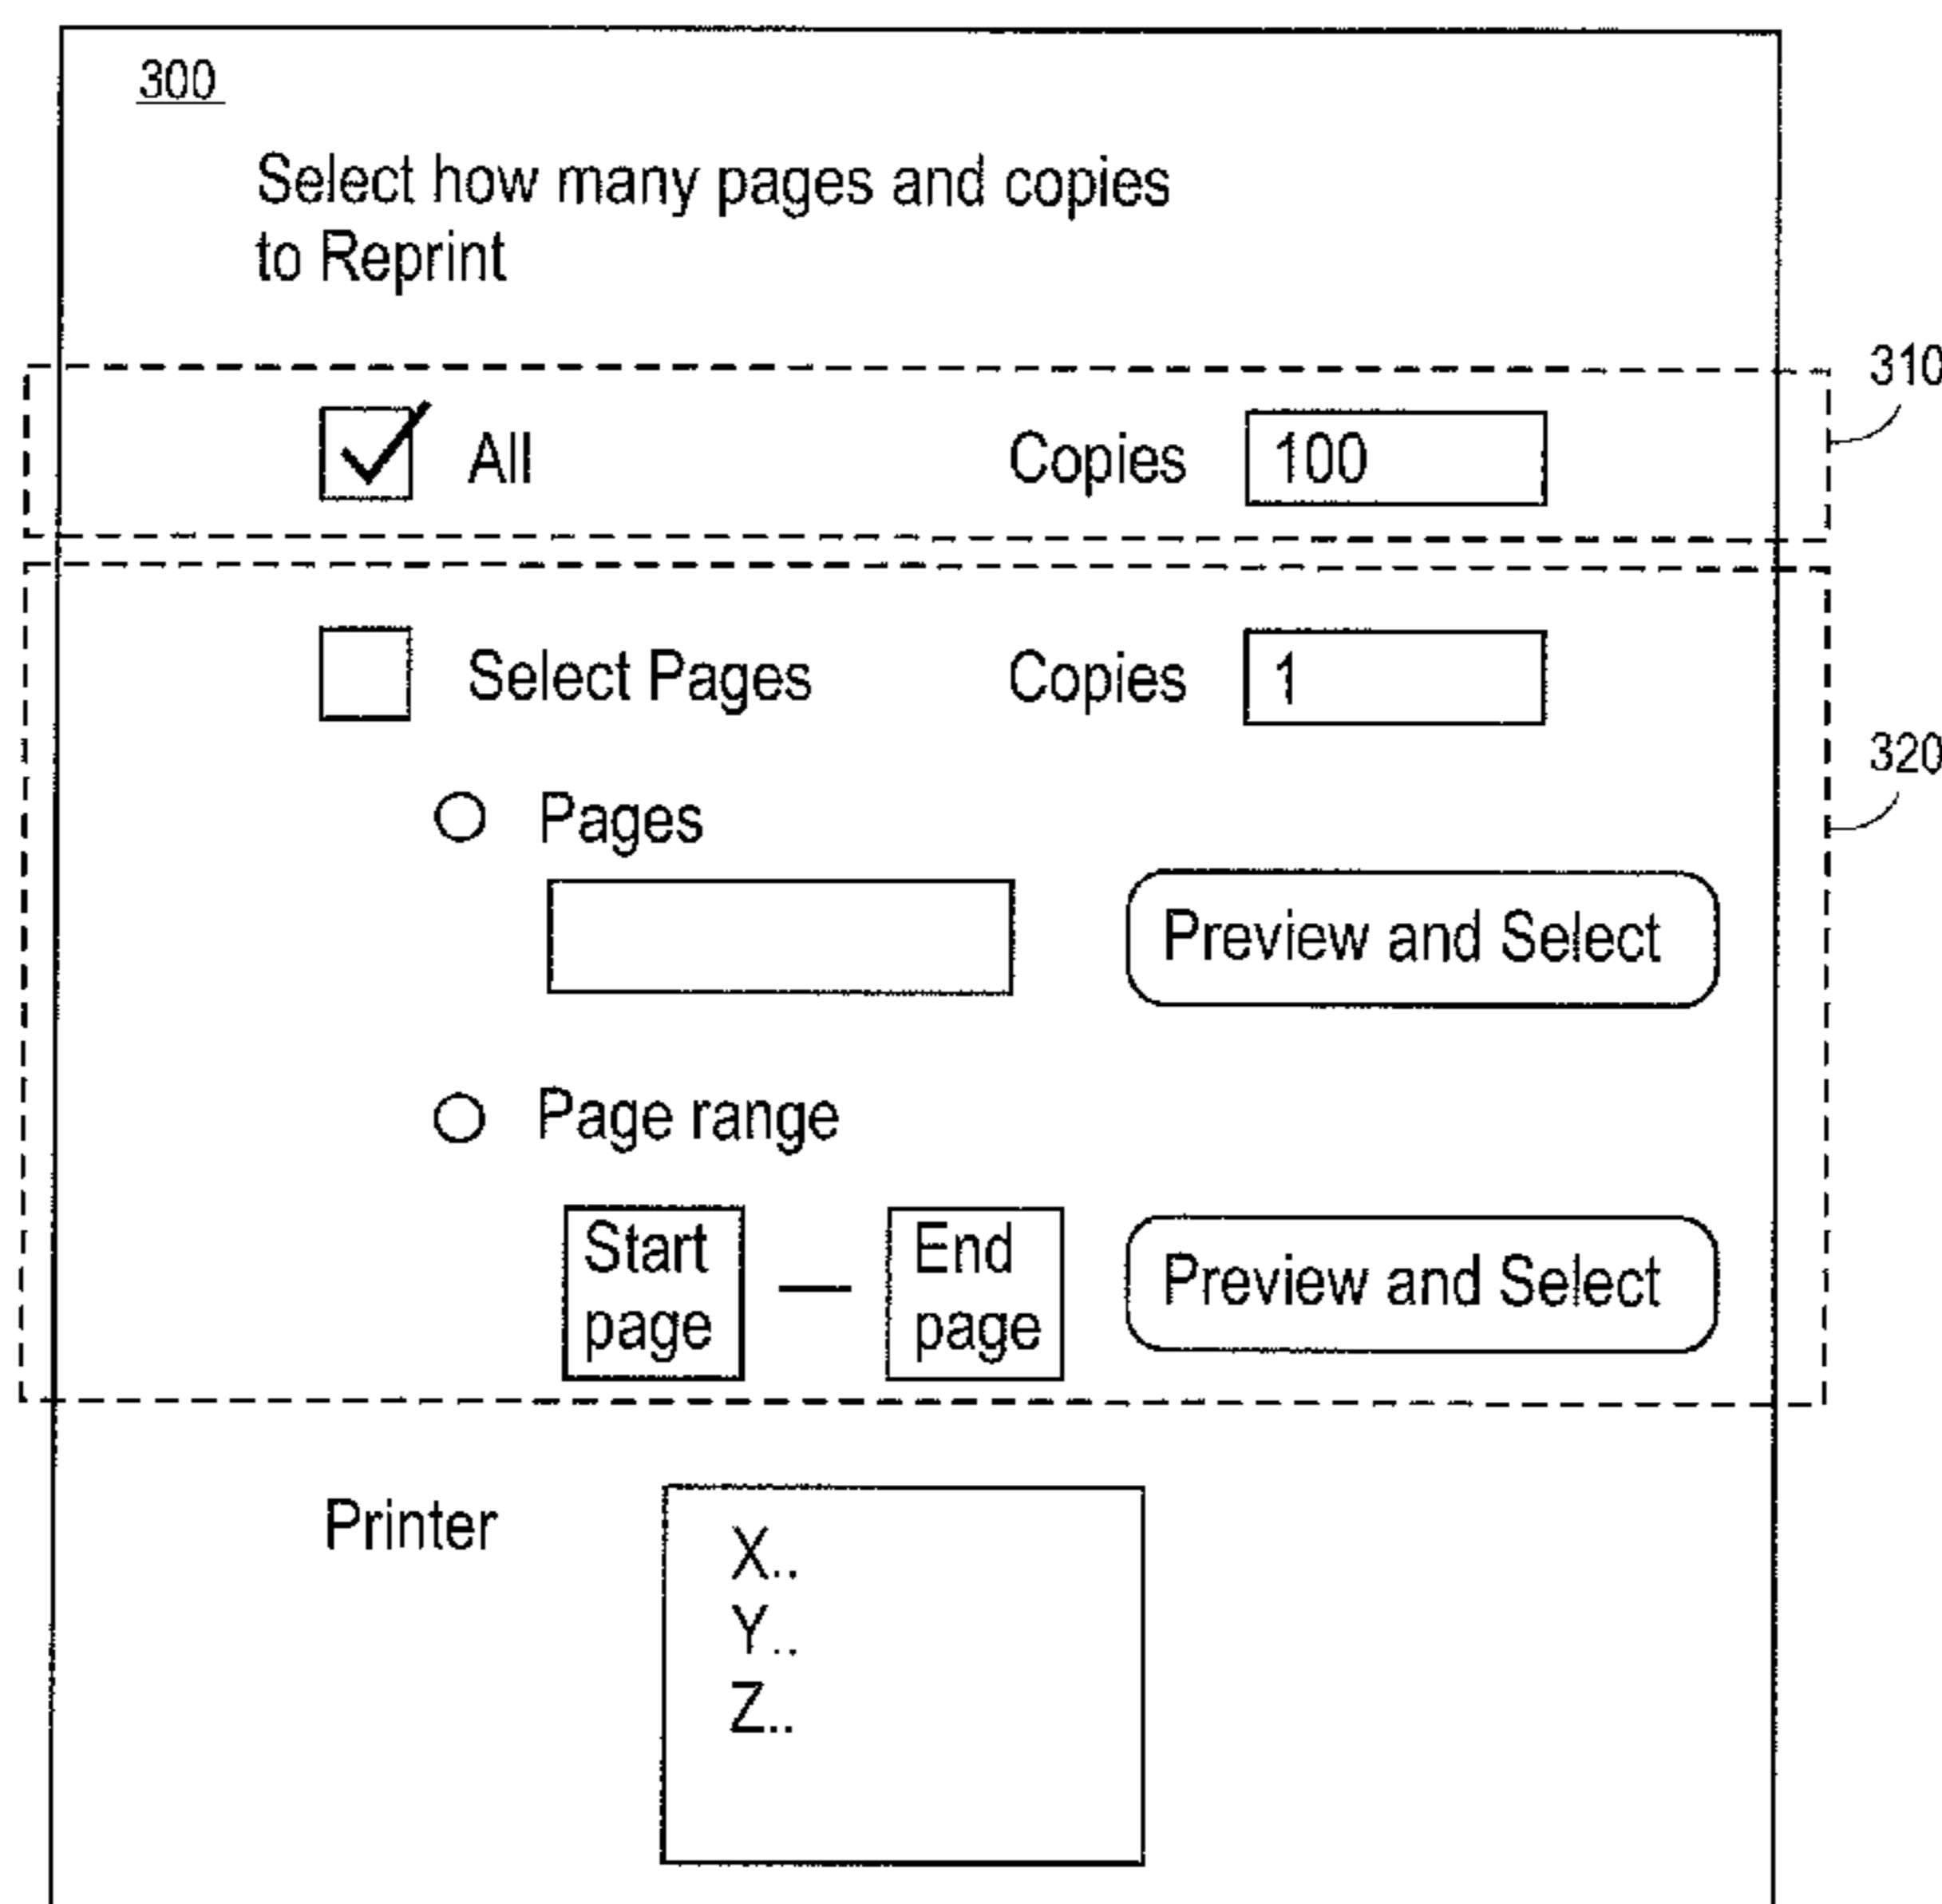 300
Select how many pages and copies
to Reprint
310
All Copies 100
Select Pages Copies 1
320
Pages
Preview and Select
Page range
Start
page
—
End
page
Preview and Select
Printer
X..
Y..
Z..